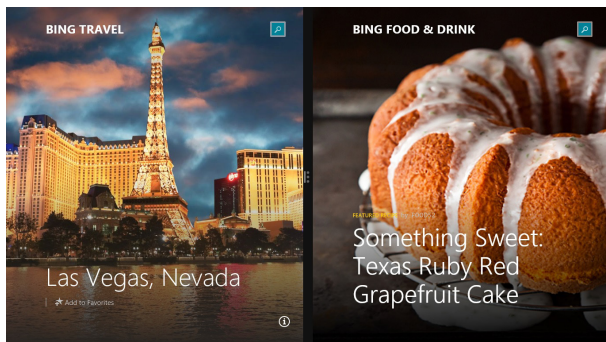 BING TRAVEL
Las Vegas, Nevada
Add to Favorites
BING FOOD & DRINK
Something Sweet:
Texas Ruby Red
Grapefruit Cake